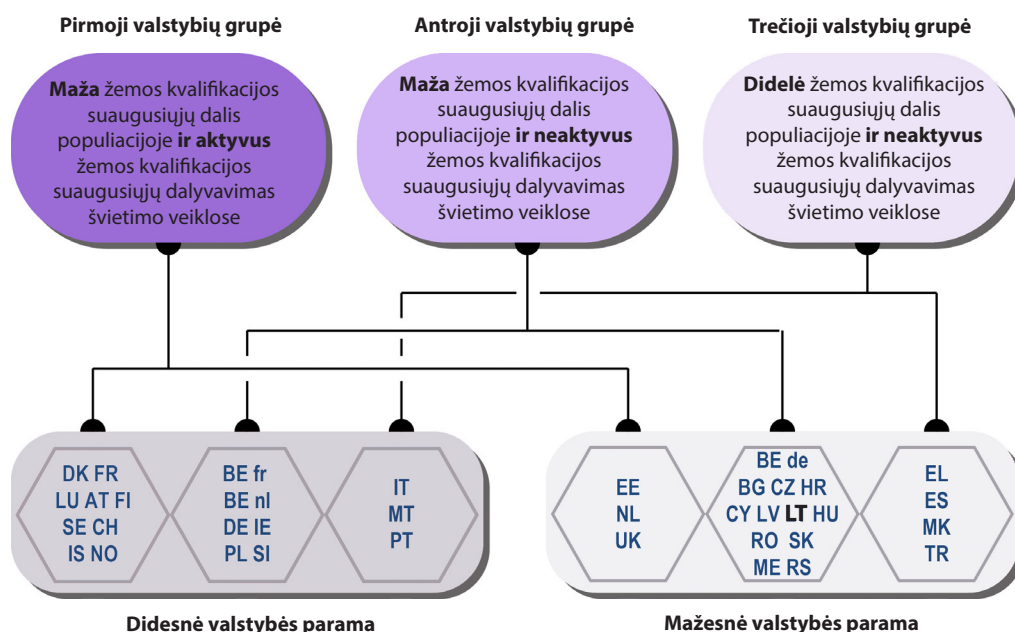 Pirmoji valstybių grupė
Maža žemos kvalifikacijos
suaugusiųjų dalis
populiacijoje ir aktyvus
žemos kvalifikacijos
suaugusiųjų dalyvavimas
švietimo veiklose
Antroji valstybių grupė
Maža žemos kvalifikacijos
suaugusiųjų dalis
populiacijoje ir neaktyvus
žemos kvalifikacijos
suaugusiųjų dalyvavimas
švietimo veiklose
Trečioji valstybių grupė
Didelė žemos kvalifikacijos
suaugusiųjų dalis
populiacijoje ir neaktyvus
žemos kvalifikacijos
suaugusiųjų dalyvavimas
švietimo veiklose
DK FR
LU AT FI
SE CH
IS NO
BE fr
BE nl
DE IE
PL SI
IT
MT
PT
EE
NL
UK
BE de
BG CZ HR
CY LV LT HU
RO SK
ME RS
EL
ES
MK
TR
Didesnė valstybės parama
Mažesnė valstybės parama